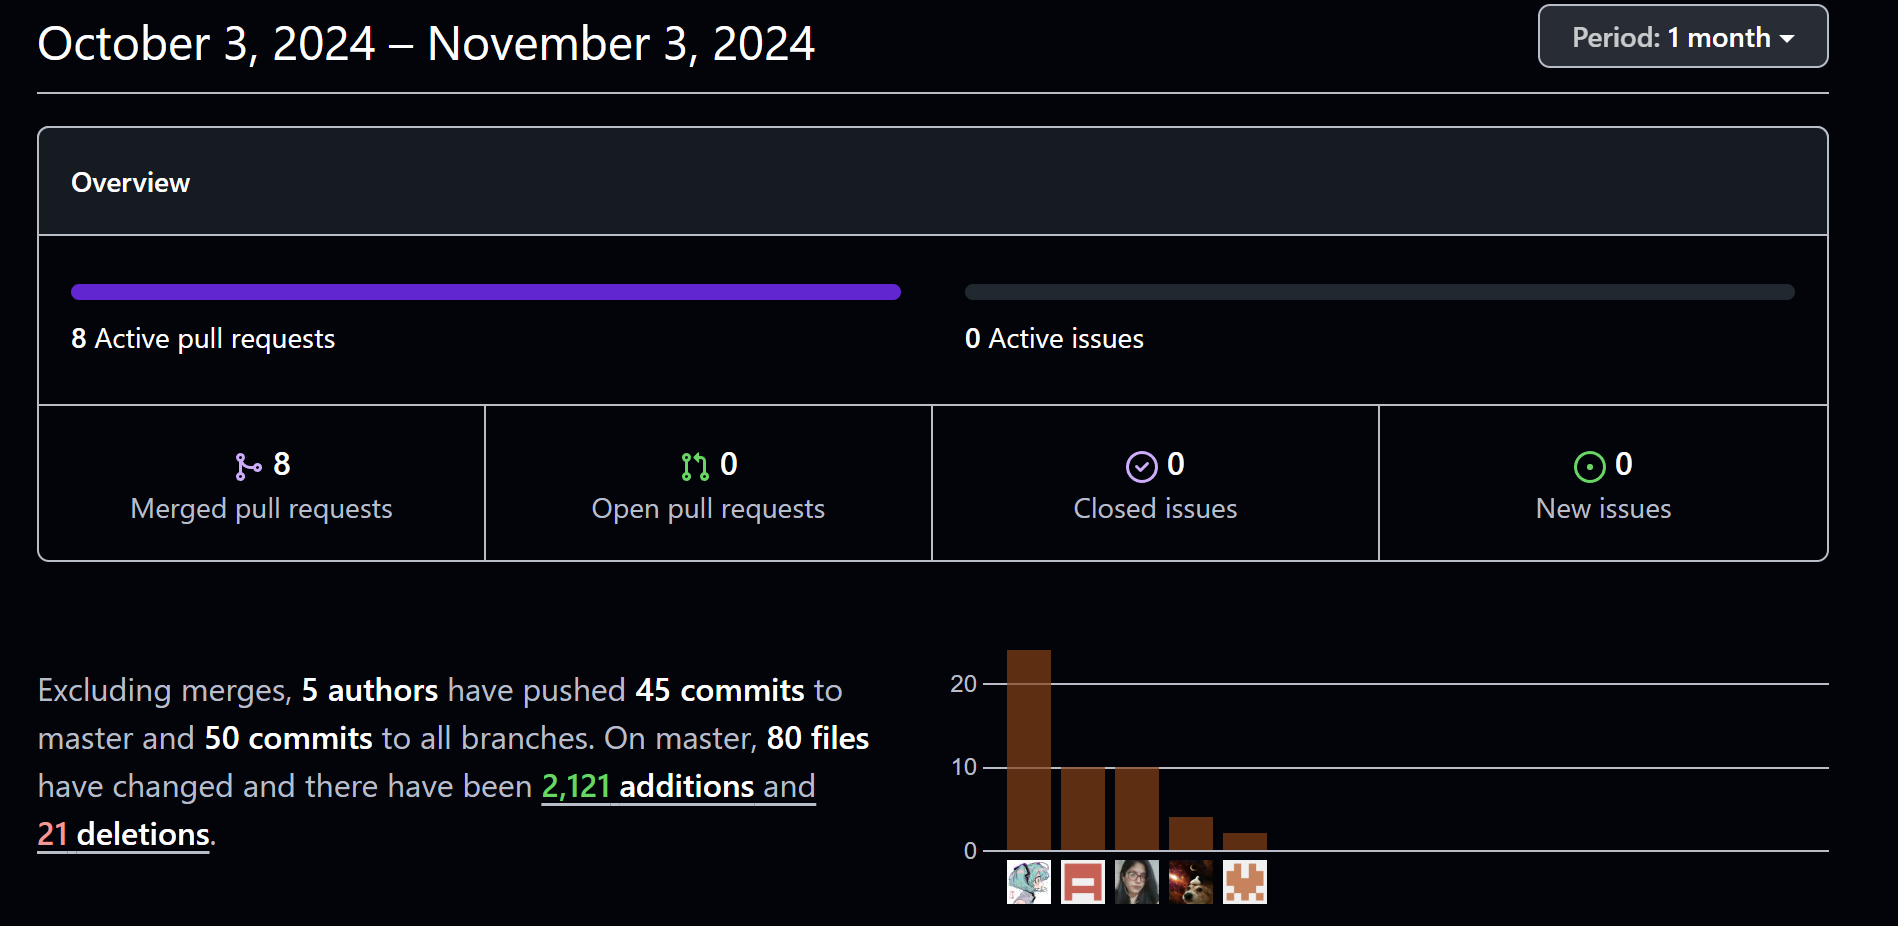 October 3, 2024 – November 3, 2024
Period: 1 month
Overview
8 Active pull requests
0 Active issues
8
Merged pull requests
0
Open pull requests
0
Closed issues
0
New issues
Excluding merges, 5 authors have pushed 45 commits to
master and 50 commits to all branches. On master, 80 files
have changed and there have been 2,121 additions and
21 deletions.
20
10
0